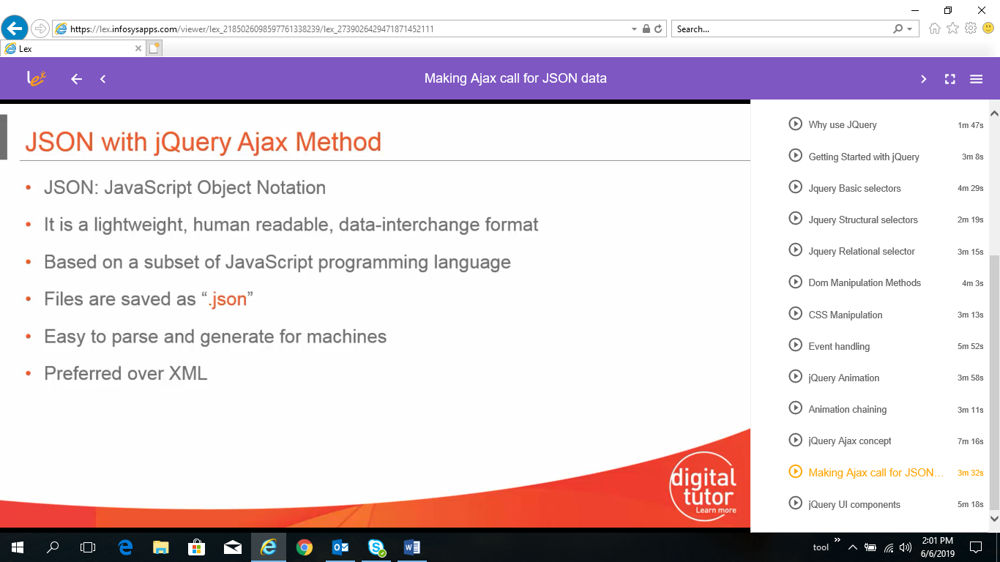 https://lex.infosysapps.com/viewer/lex_2185026098597761338239/lex_2739026429471871452111
Search...
Lex
lex
Making Ajax call for JSON data
JSON with jQuery Ajax Method
• JSON: JavaScript Object Notation
• It is a lightweight, human readable, data-interchange format
• Based on a subset of JavaScript programming language
• Files are saved as “.json”
• Easy to parse and generate for machines
• Preferred over XML
digital
tutor
Learn more
Why use JQuery 1m 47s
Getting Started with jQuery 3m 8s
Jquery Basic selectors 4m 29s
Jquery Structural selectors 2m 19s
Jquery Relational selector 3m 15s
Dom Manipulation Methods 4m 3s
CSS Manipulation 3m 13s
Event handling 5m 52s
jQuery Animation 3m 58s
Animation chaining 3m 11s
jQuery Ajax concept 7m 16s
Making Ajax call for JSON... 3m 32s
jQuery UI components 5m 18s
tool
2:01 PM
6/6/2019